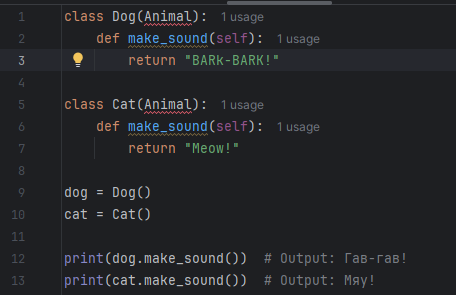 1 class Dog(Animal): 1 usage
2 def make_sound(self): 1 usage
3 return "BARk-BARK!"
4
5 class Cat(Animal): 1 usage
6 def make_sound(self): 1 usage
7 return "Meow!"
8
9 dog = Dog()
10 cat = Cat()
11
12 print(dog.make_sound()) # Output: Гав-гав!
13 print(cat.make_sound()) # Output: Мяу!